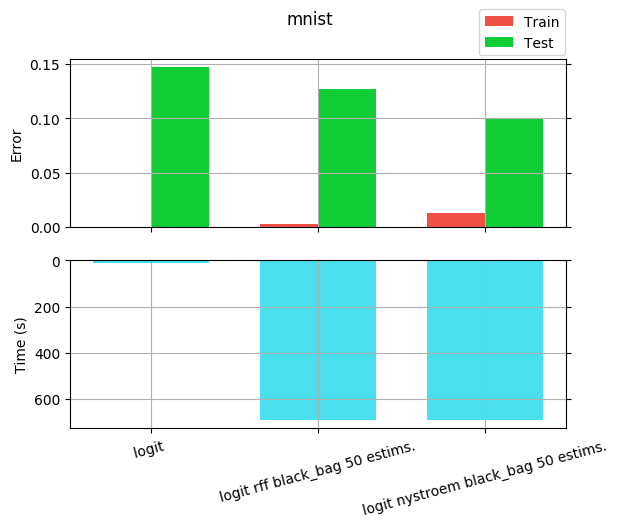 mnist
Train
Test
0.15
0.10
0.05
0.00
Error
0
200
400
600
Time (s)
logit
logit rff black_bag 50 estims.
logit nystroem black_bag 50 estims.